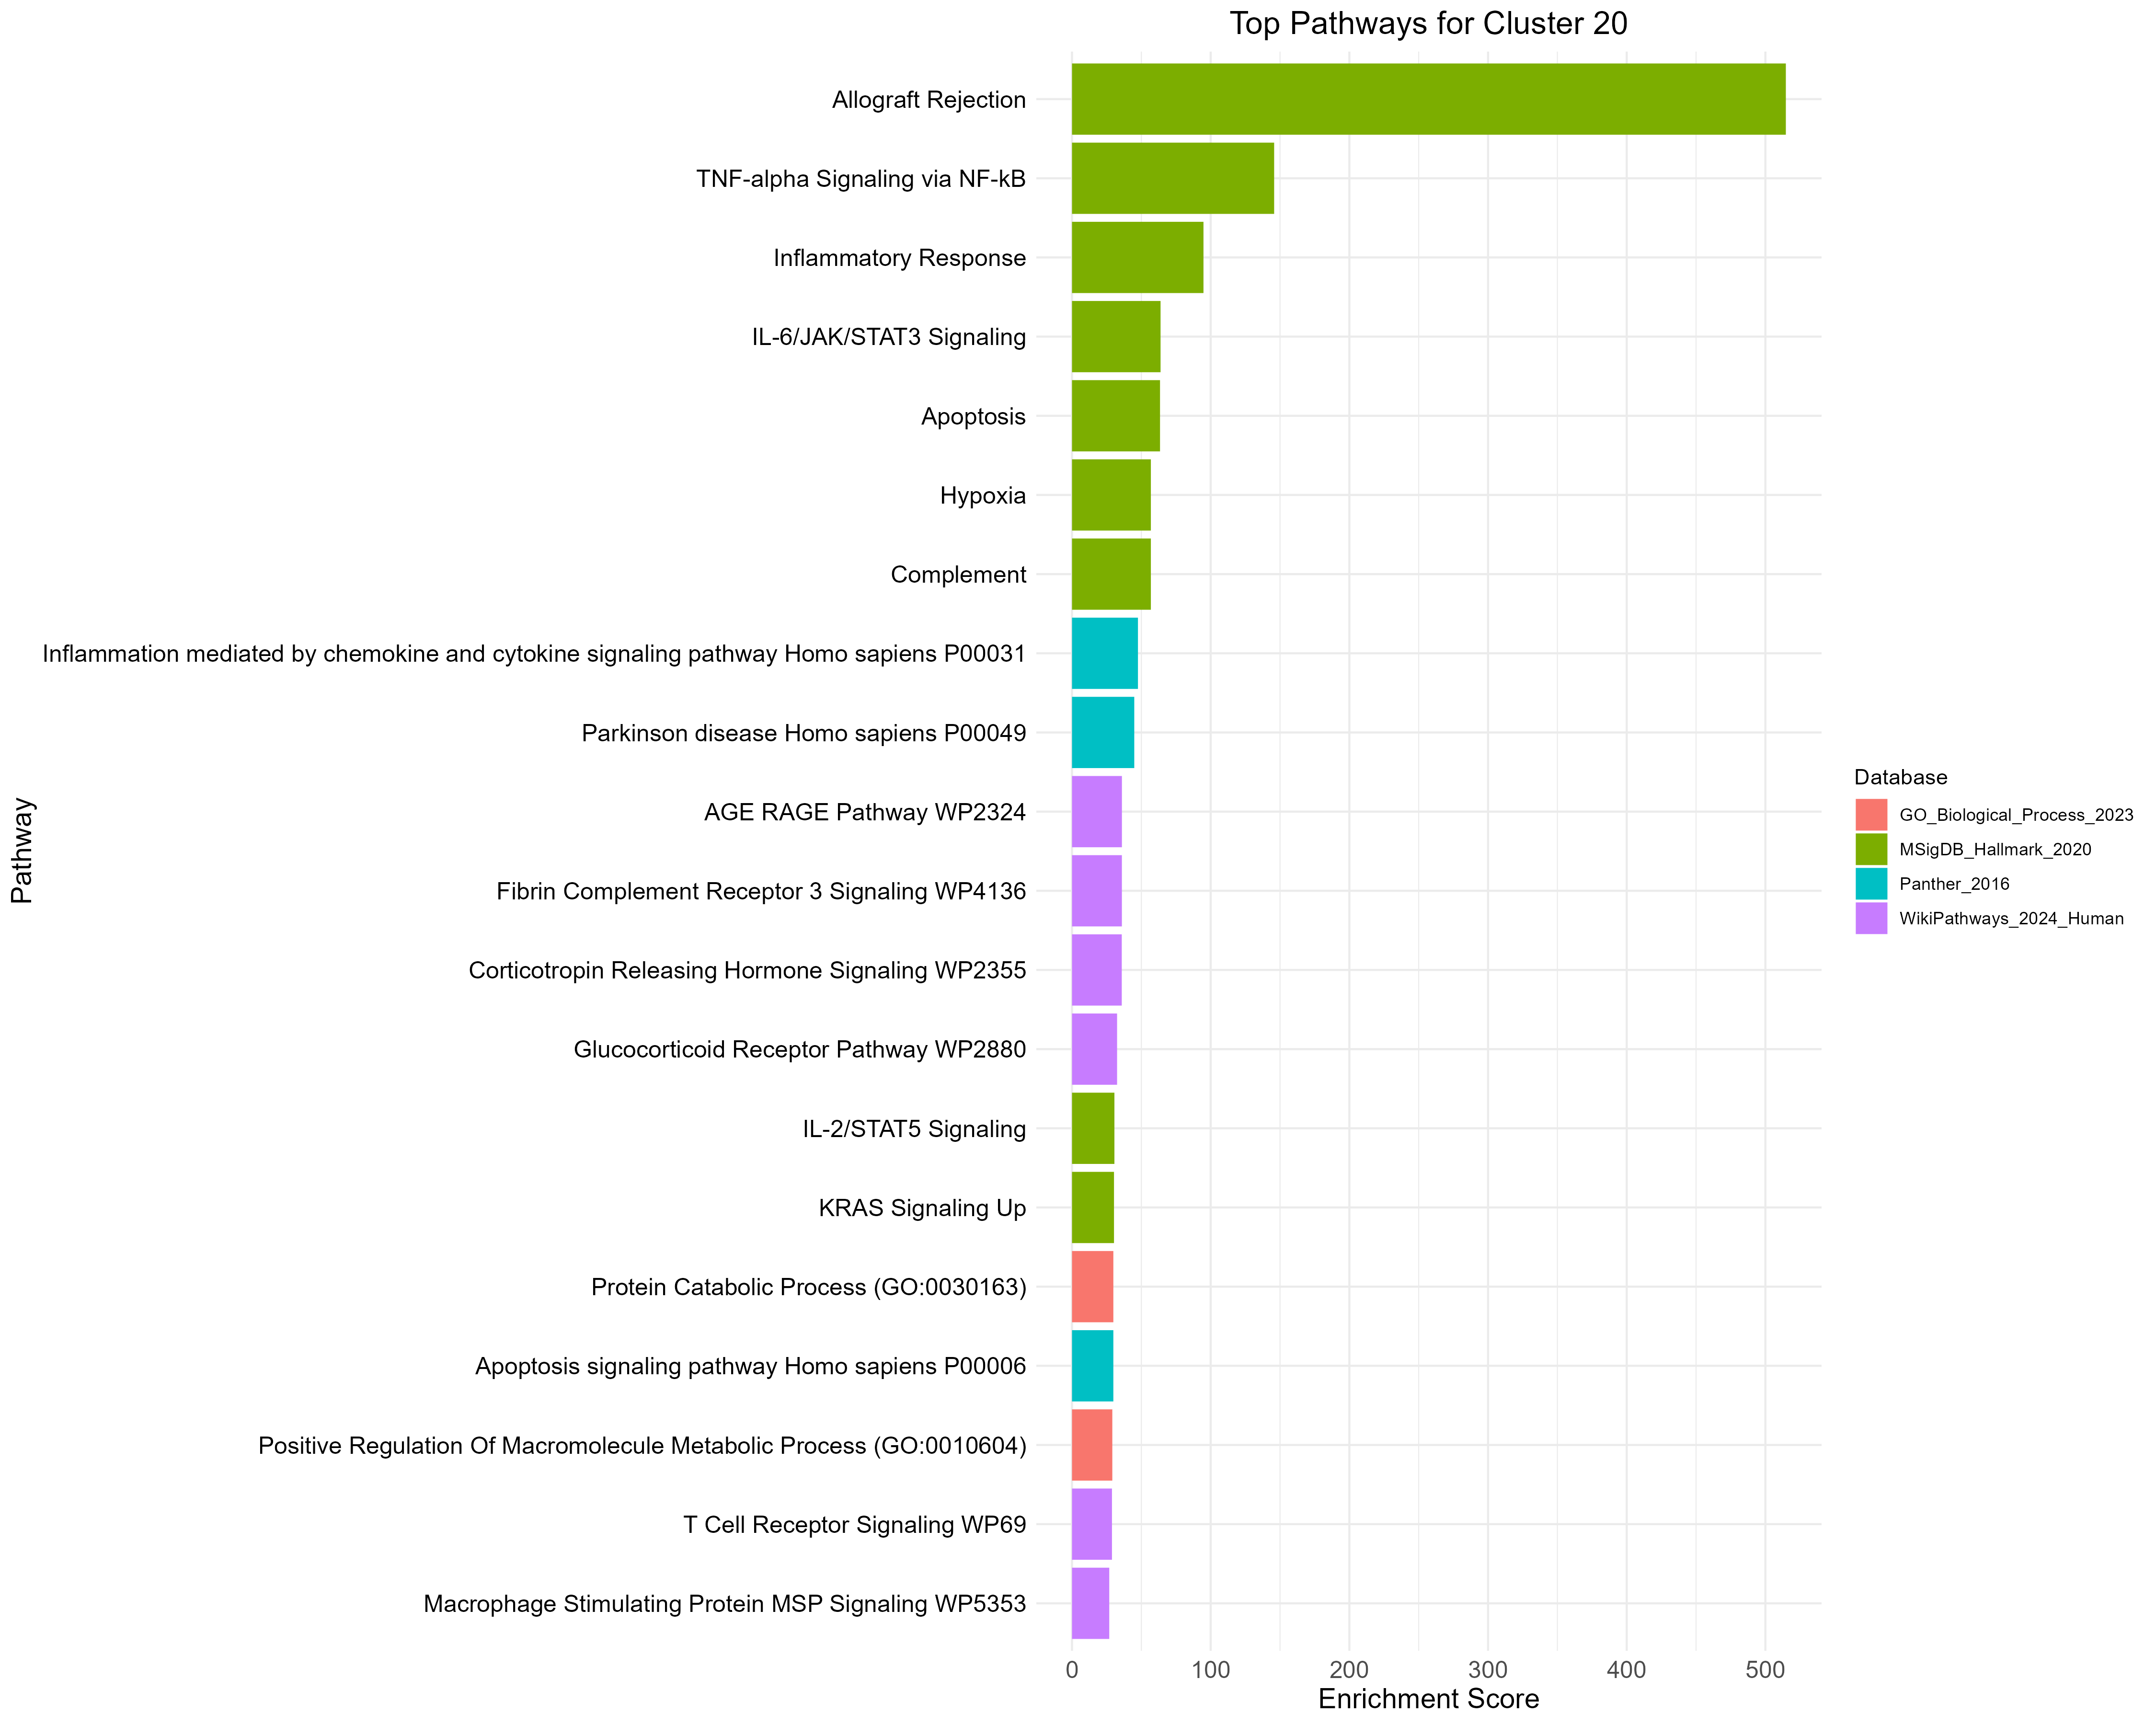 Top Pathways for Cluster 20
Allograft Rejection
TNF-alpha Signaling via NF-kB
Inflammatory Response
IL-6/JAK/STAT3 Signaling
Apoptosis
Hypoxia
Complement
Inflammation mediated by chemokine and cytokine signaling pathway Homo sapiens P00031
Parkinson disease Homo sapiens P00049
AGE RAGE Pathway WP2324
Fibrin Complement Receptor 3 Signaling WP4136
Corticotropin Releasing Hormone Signaling WP2355
Glucocorticoid Receptor Pathway WP2880
IL-2/STAT5 Signaling
KRAS Signaling Up
Protein Catabolic Process (GO:0030163)
Apoptosis signaling pathway Homo sapiens P00006
Positive Regulation Of Macromolecule Metabolic Process (GO:0010604)
T Cell Receptor Signaling WP69
Macrophage Stimulating Protein MSP Signaling WP5353
Pathway
0 100 200 300 400 500
Enrichment Score
Database
GO_Biological_Process_2023
MSigDB_Hallmark_2020
Panther_2016
WikiPathways_2024_Human